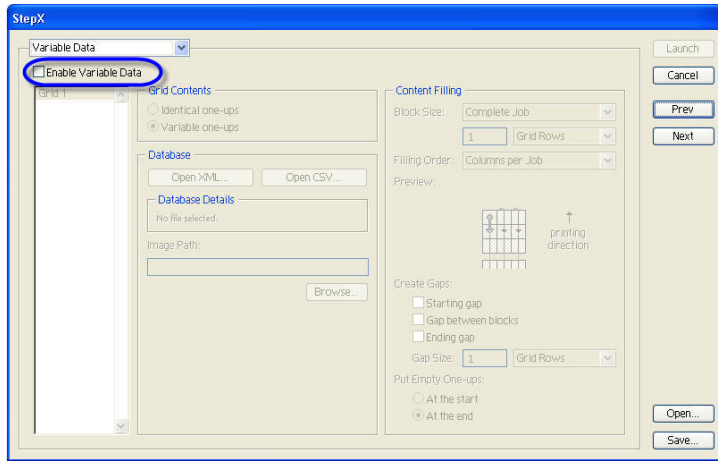 StepX
Variable Data
Enable Variable Data
Grid 1
Grid Contents
Identical one-ups
Variable one-ups
Database
Open XML...
Open CSV...
Database Details
No file selected.
Image Path:
Browse...
Content Filling
Block Size:
Complete Job
1
Grid Rows
Filling Order:
Columns per Job
Preview:
printing
direction
Create Gaps:
Starting gap
Gap between blocks
Ending gap
Gap Size:
1
Grid Rows
Put Empty One-ups:
At the start
At the end
Launch
Cancel
Prev
Next
Open...
Save...